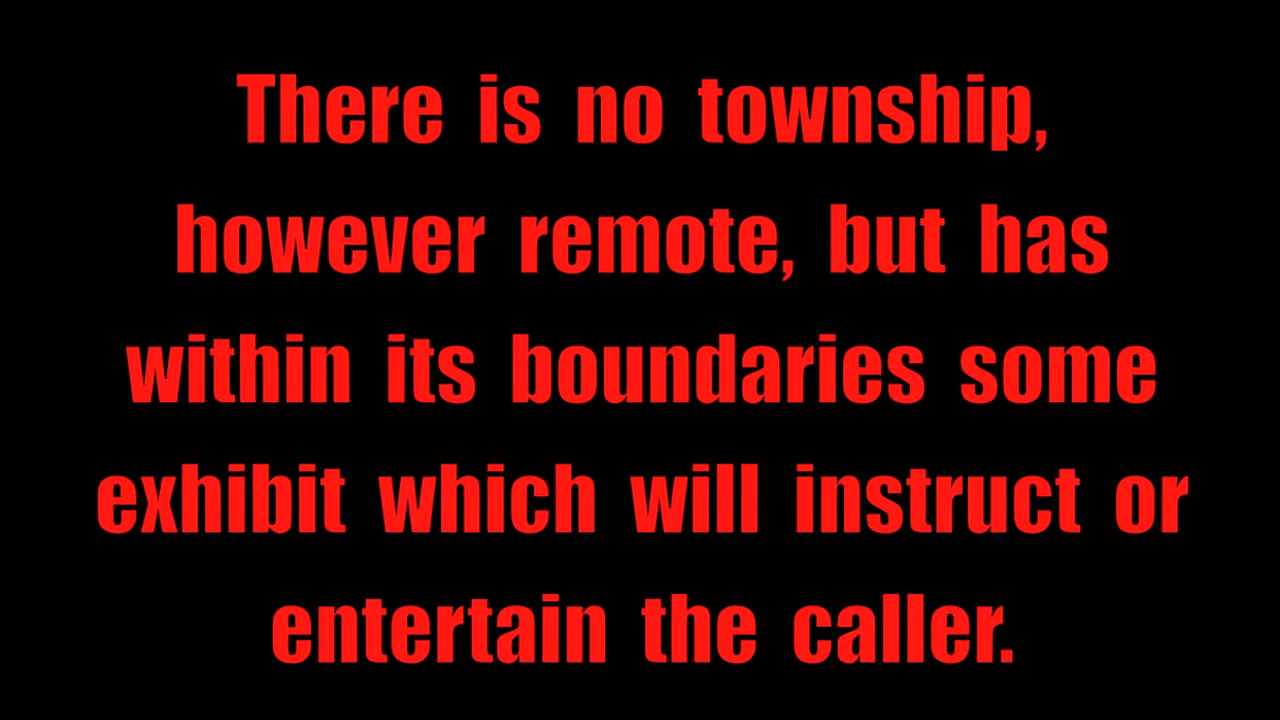 There is no township,
however remote, but has
within its boundaries some
exhibit which will instruct or
entertain the caller.